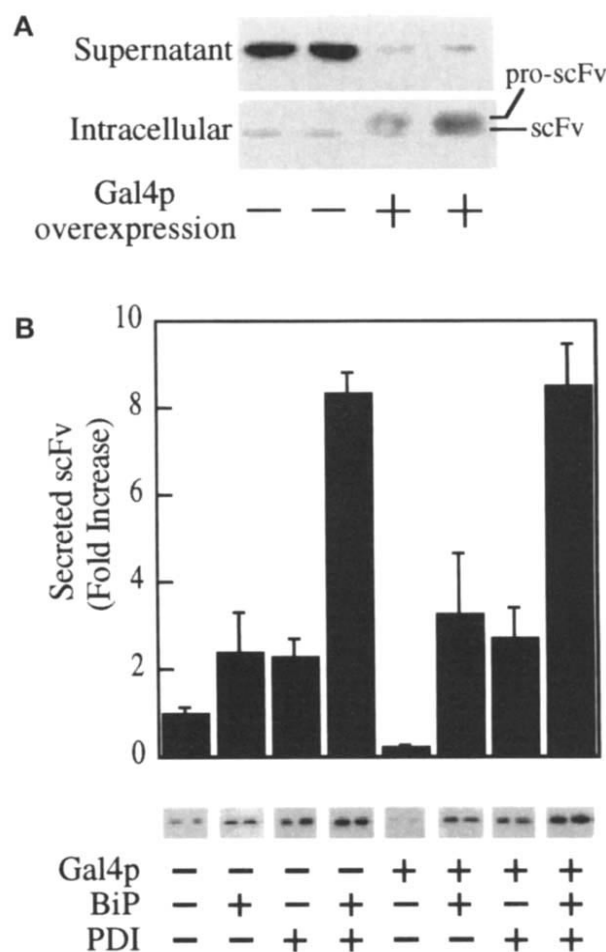 A
Supernatant
pro-scFv
Intracellular
scFv
Gal4p
overexpression
− − + +
B
Secreted scFv
(Fold Increase)
10
8
6
4
2
0
Gal4p − − − − + + + +
BiP − + − + − + − +
PDI − − + + − − + +